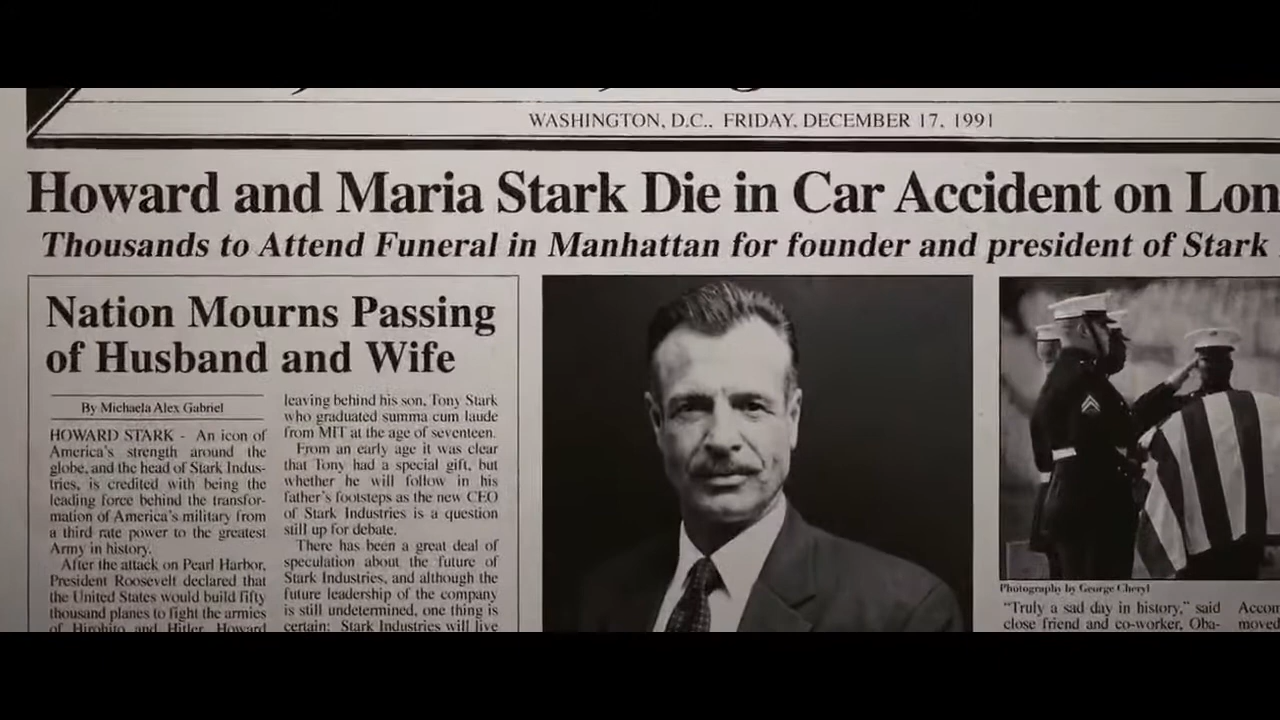 WASHINGTON, D.C., FRIDAY, DECEMBER 17, 1991
Howard and Maria Stark Die in Car Accident on Lon
Thousands to Attend Funeral in Manhattan for founder and president of Stark
Nation Mourns Passing
of Husband and Wife
By Michaela Alex Gabriel
HOWARD STARK - An icon of
America's strength around the
globe, and the head of Stark Indus-
tries, is credited with being the
leading force behind the transfor-
mation of America's military from
a third rate power to the greatest
Army in history.
After the attack on Pearl Harbor,
President Roosevelt declared that
the United States would build fifty
thousand planes to fight the armies
of Hirohito and Hitler. Howard
leaving behind his son, Tony Stark
who graduated summa cum laude
from MIT at the age of seventeen.
From an early age it was clear
that Tony had a special gift, but
whether he will follow in his
father's footsteps as the new CEO
of Stark Industries is a question
still up for debate.
There has been a great deal of
speculation about the future of
Stark Industries, and although the
future leadership of the company
is still undetermined, one thing is
certain: Stark Industries will live
Photography by George Cheryl
"Truly a sad day in history," said
close friend and co-worker, Oba-
Accom
moved